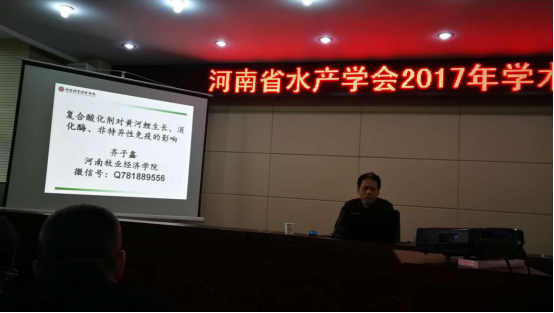 河南省水产学会2017年学术
复合酸化剂对黄河鲤生长、消
化酶、非特异性免疫的影响
齐子鑫
河南牧业经济学院
微信号：Q781889556